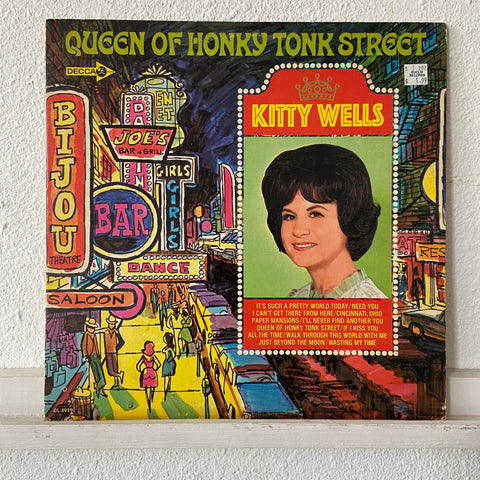 QUEEN OF HONKY TONK STREET
DECCA
KITTY WELLS
BIJOU
THEATRE
JOE'S
BAR & GRILL
GIRLS
GIRLS
BAR
DANCE
SALOON
IT'S SUCH A PRETTY WORLD TODAY/NEED YOU
I CAN'T GET THERE FROM HERE/CINCINNATI, OHIO
PAPER MANSIONS/I'LL NEVER FIND ANOTHER YOU
QUEEN OF HONKY TONK STREET/IF I KISS YOU
ALL THE TIME/WALK THROUGH THIS WORLD WITH ME
JUST BEYOND THE MOON/WASTING MY TIME